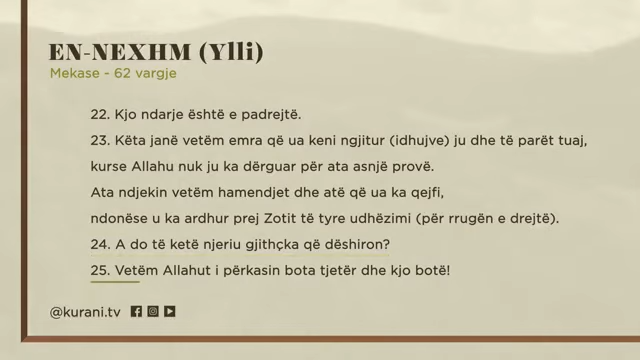 EN-NEXHM (Ylli)
Mekase - 62 vargje
22. Kjo ndarje është e padrejtë.
23. Këta janë vetëm emra që ua keni ngjitur (idhujve) ju dhe të parët tuaj,
kurse Allahu nuk ju ka dërguar për ata asnjë provë.
Ata ndjekin vetëm hamendjet dhe atë që ua ka qejfi,
ndonëse u ka ardhur prej Zotit të tyre udhëzimi (për rrugën e drejtë).
24. A do të ketë njeriu gjithçka që dëshiron?
25. Vetëm Allahut i përkasin bota tjetër dhe kjo botë!
@kurani.tv